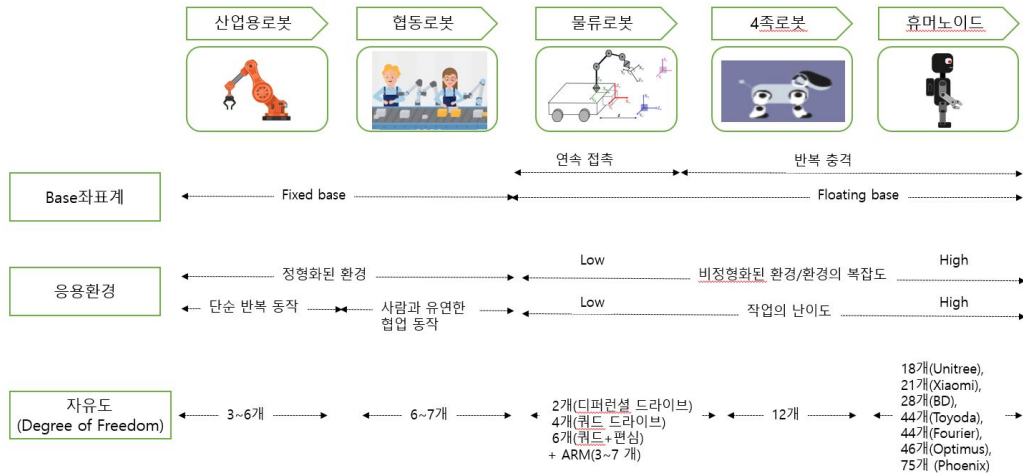 산업용로봇
협동로봇
물류로봇
4족로봇
휴머노이드
연속 접촉
반복 충격
Base좌표계
Fixed base
Floating base
응용환경
정형화된 환경
Low
비정형화된 환경/환경의 복잡도
High
단순 반복 동작
사람과 유연한
협업 동작
Low
작업의 난이도
High
자유도
(Degree of Freedom)
3~6개
6~7개
2개(디퍼런셜 드라이브)
4개(쿼드 드라이브)
6개(쿼드+편심)
+ ARM(3~7 개)
12개
18개(Unitree),
21개(Xiaomi),
28개(BD),
44개(Toyoda),
44개(Fourier),
46개(Optimus),
75개 (Phoenix)